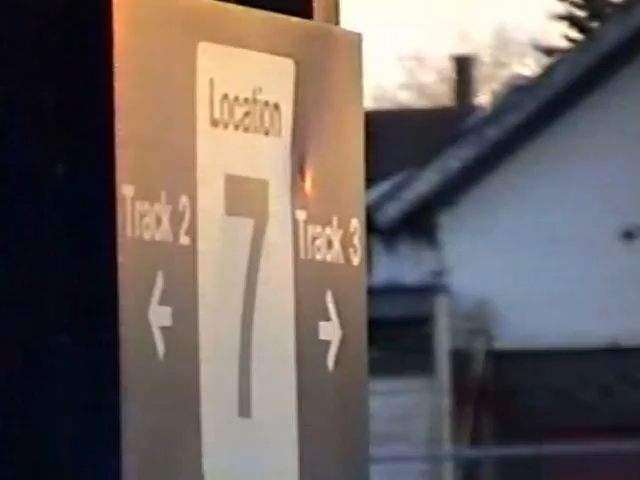 Location
7
Track 2
←
Track 3
→